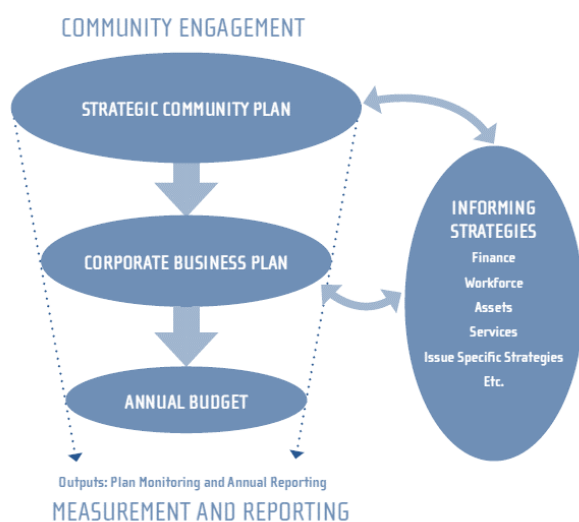 COMMUNITY ENGAGEMENT
STRATEGIC COMMUNITY PLAN
CORPORATE BUSINESS PLAN
ANNUAL BUDGET
INFORMING
STRATEGIES
Finance
Workforce
Assets
Services
Issue Specific Strategies
Etc.
Outputs: Plan Monitoring and Annual Reporting
MEASUREMENT AND REPORTING